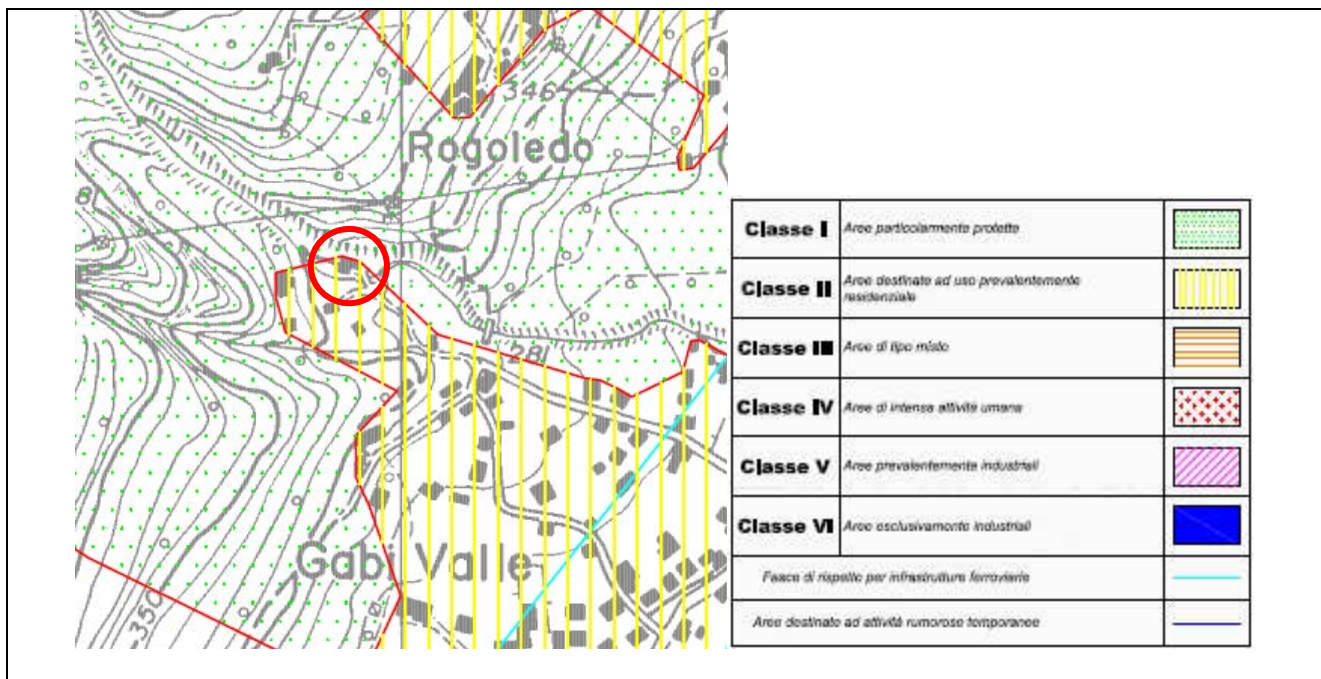 346
Rogoledo
281
Gabi Valle
350
Classe I Aree particolarmente protette
Classe II Aree destinate ad uso prevalentemente
residenziale
Classe III Aree di tipo misto
Classe IV Aree di intensa attività umana
Classe V Aree prevalentemente industriali
Classe VI Aree esclusivamente industriali
Fasce di rispetto per infrastrutture ferroviarie
Aree destinate ad attività rumorose temporanee